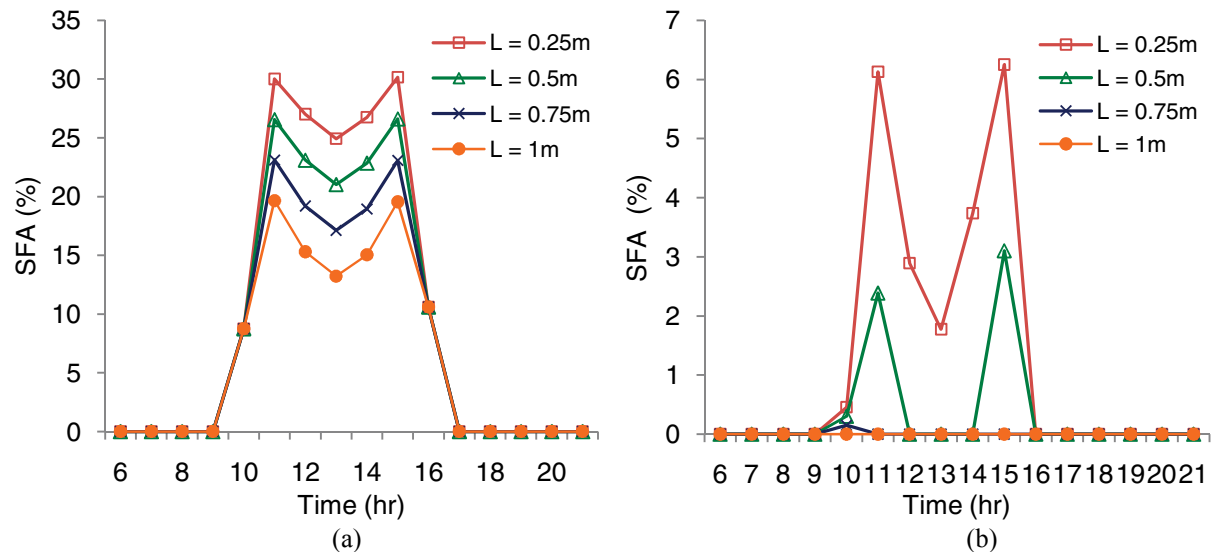 35
30
25
20
15
10
5
0
SFA (%)
6 8 10 12 14 16 18 20
Time (hr)
L = 0.25m
L = 0.5m
L = 0.75m
L = 1m
(a)
7
6
5
4
3
2
1
0
SFA (%)
6 7 8 9 10 11 12 13 14 15 16 17 18 19 20 21
Time (hr)
L = 0.25m
L = 0.5m
L = 0.75m
L = 1m
(b)